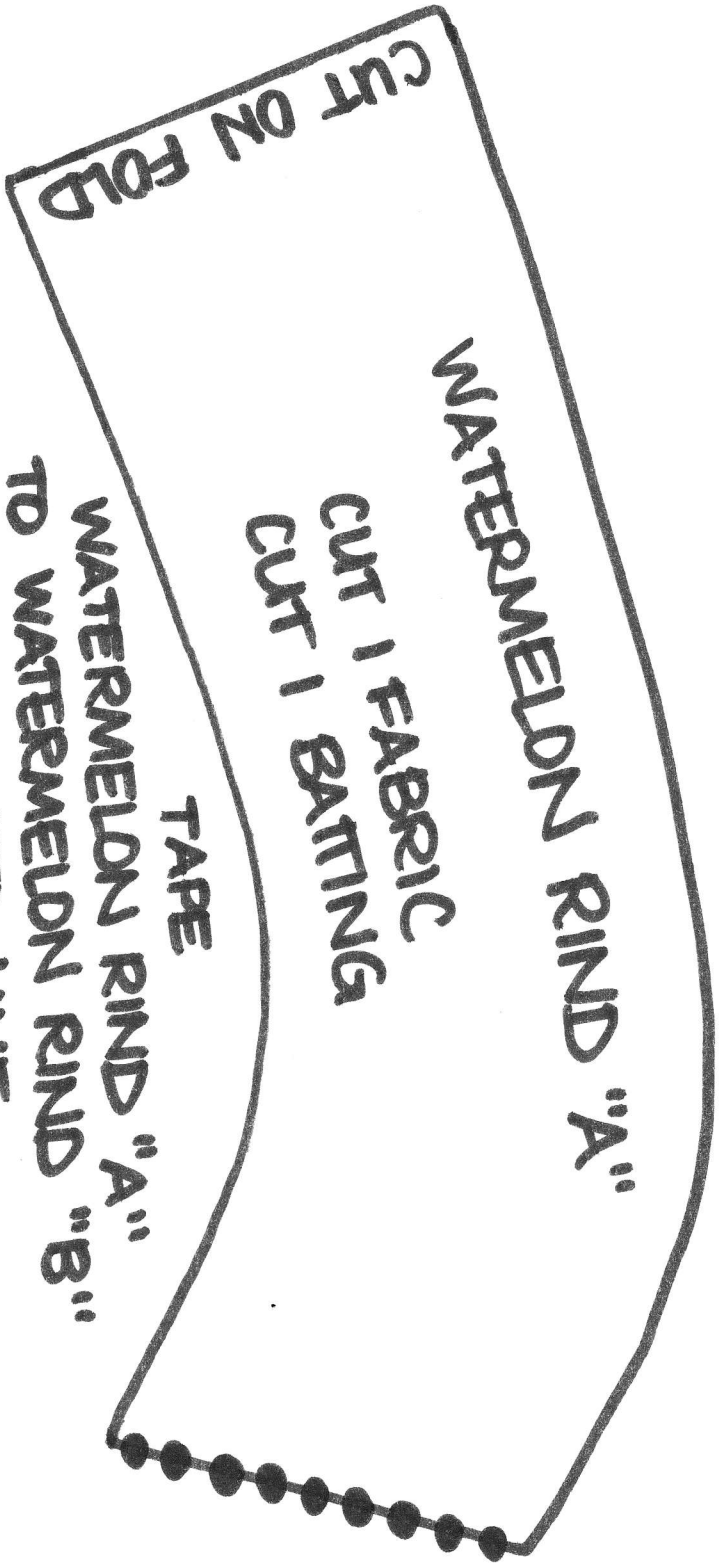 CUT ON FOLD
WATERMELON RIND "A"
CUT 1 FABRIC
CUT 1 BATTING
TAPE
WATERMELON RIND "A"
TO WATERMELON RIND "B"